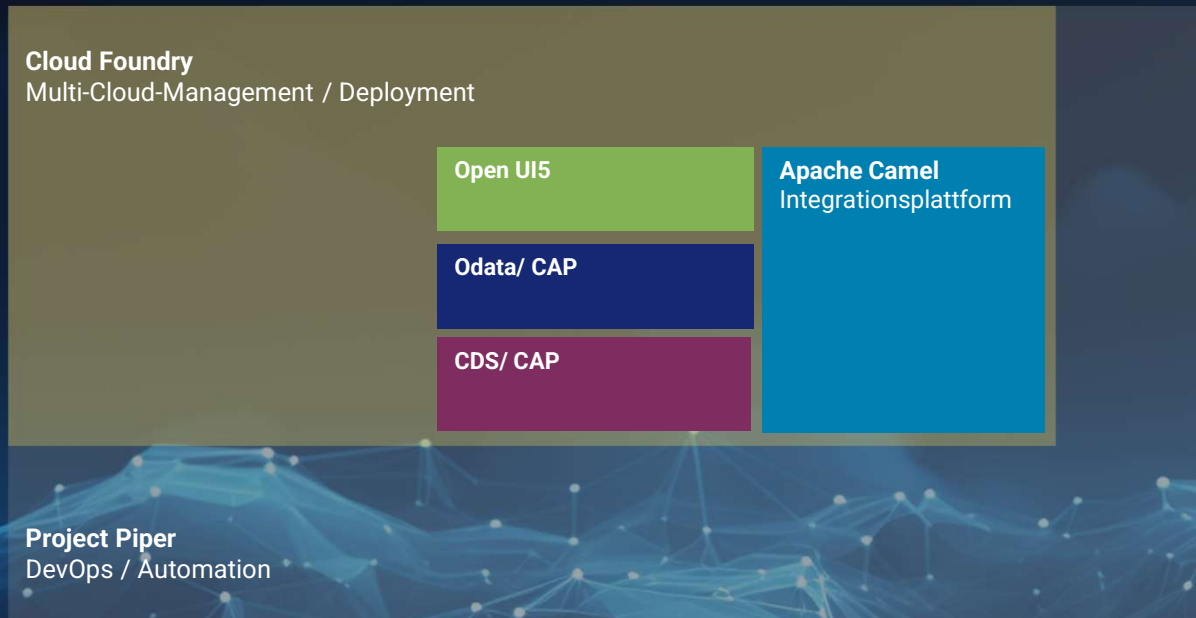 Cloud Foundry
Multi-Cloud-Management / Deployment
Open UI5
Apache Camel
Integrationsplattform
Odata/ CAP
CDS/ CAP
Project Piper
DevOps / Automation